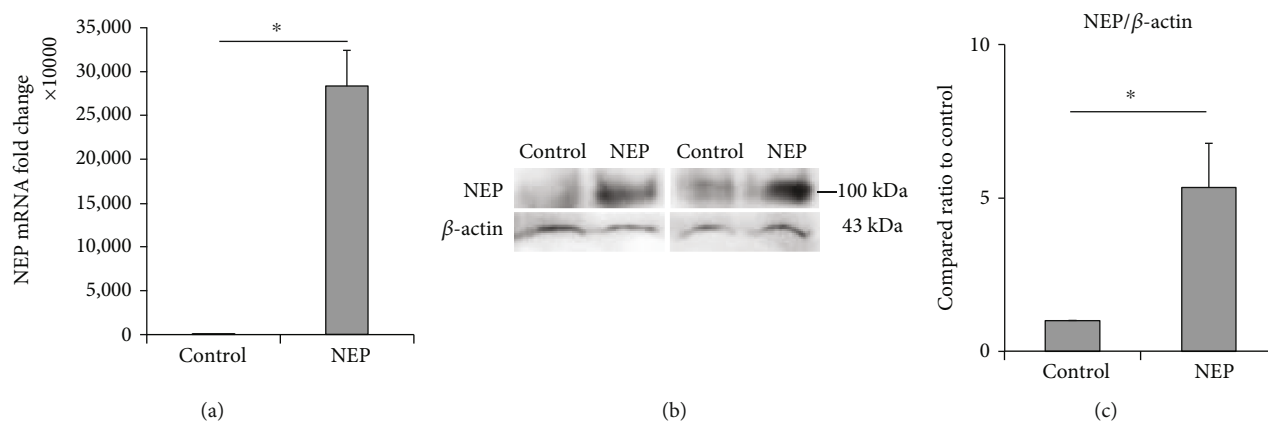 NEP mRNA fold change
×10000
35,000
30,000
25,000
20,000
15,000
10,000
5,000
0
*
Control NEP
(a)
Control NEP Control NEP
NEP 100 kDa
β-actin 43 kDa
(b)
NEP/β-actin
Compared ratio to control
10
5
0
*
Control NEP
(c)